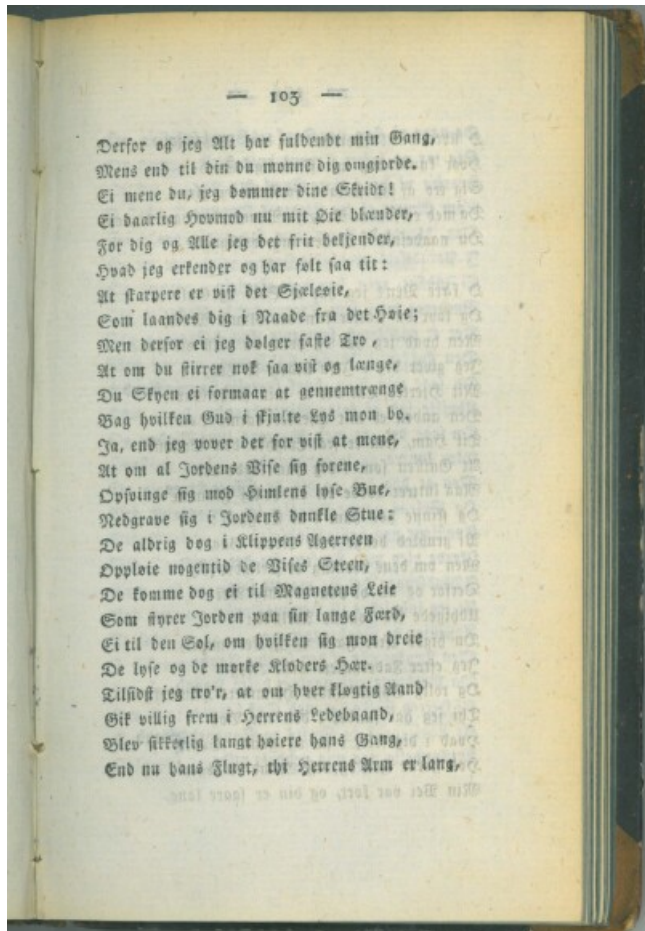 — 103 —
Derfor og jeg Alt har fuldendt min Gang,
Mens end til din du monne dig omgjorde.
Ei mene du, jeg dømmer dine Skridt!
Ei daarlig Hovmod nu mit Øie blænder,
For dig og Alle jeg det frit bekjender,
Hvad jeg erkender og har følt saa tit:
At skarpere er vist det Sjæleøie,
Som laandes dig i Naade fra det Høie;
Men derfor ei jeg dølger faste Tro,
At om du stirrer nok saa vist og længe,
Du Skyen ei formaar at gennemtrænge
Bag hvilken Gud i skjulte Lys mon bo.
Ja, end jeg vover det for vist at mene,
At om al Jordens Vise sig forene,
Opsvinge sig mod Himlens lyse Bue,
Nedgrave sig i Jordens dunkle Stue:
De aldrig dog i Klippens Agerreen
Oppløie nogentid de Vises Steen,
De komme dog ei til Magnetens Leie
Som styrer Jorden paa sin lange Færd,
Ei til den Sol, om hvilken sig mon dreie
De lyse og de mørke Kloders Hær.
Tilsidst jeg tro'r, at om hver kløgtig Aand
Gik villig frem i Herrens Ledebaand,
Blev sikkerlig langt høiere hans Gang,
End nu hans Flugt, thi Herrens Arm er lang,